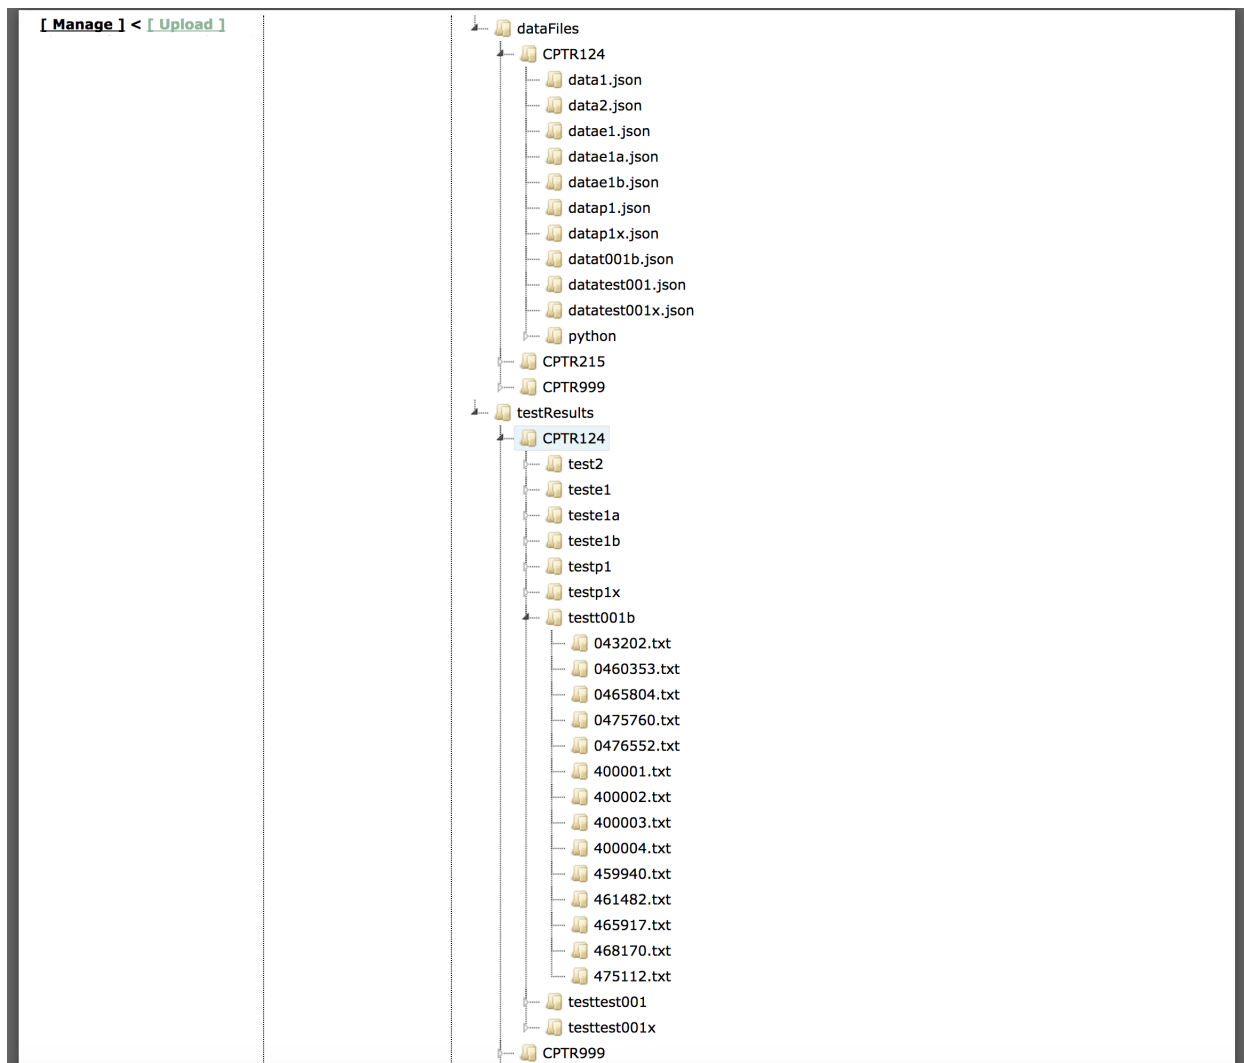 [ Manage ] < [ Upload ]
dataFiles
CPTR124
data1.json
data2.json
datae1.json
datae1a.json
datae1b.json
datap1.json
datap1x.json
datat001b.json
datatest001.json
datatest001x.json
python
CPTR215
CPTR999
testResults
CPTR124
test2
teste1
teste1a
teste1b
testp1
testp1x
testt001b
043202.txt
0460353.txt
0465804.txt
0475760.txt
0476552.txt
400001.txt
400002.txt
400003.txt
400004.txt
459940.txt
461482.txt
465917.txt
468170.txt
475112.txt
testtest001
testtest001x
CPTR999